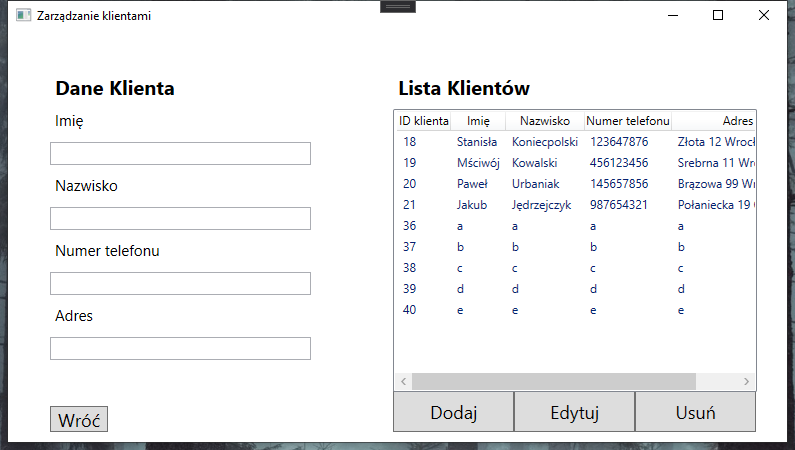 Zarządzanie klientami
Dane Klienta
Imię
Nazwisko
Numer telefonu
Adres
Wróć
Lista Klientów
ID klienta Imię Nazwisko Numer telefonu Adres
18 Stanisła Koniecpolski 123647876 Złota 12 Wrocł
19 Mściwój Kowalski 456123456 Srebrna 11 Wr
20 Paweł Urbaniak 145657856 Brązowa 99 Wr
21 Jakub Jędrzejczyk 987654321 Połaniecka 19
36 a a a a
37 b b b b
38 c c c c
39 d d d d
40 e e e e
Dodaj Edytuj Usuń